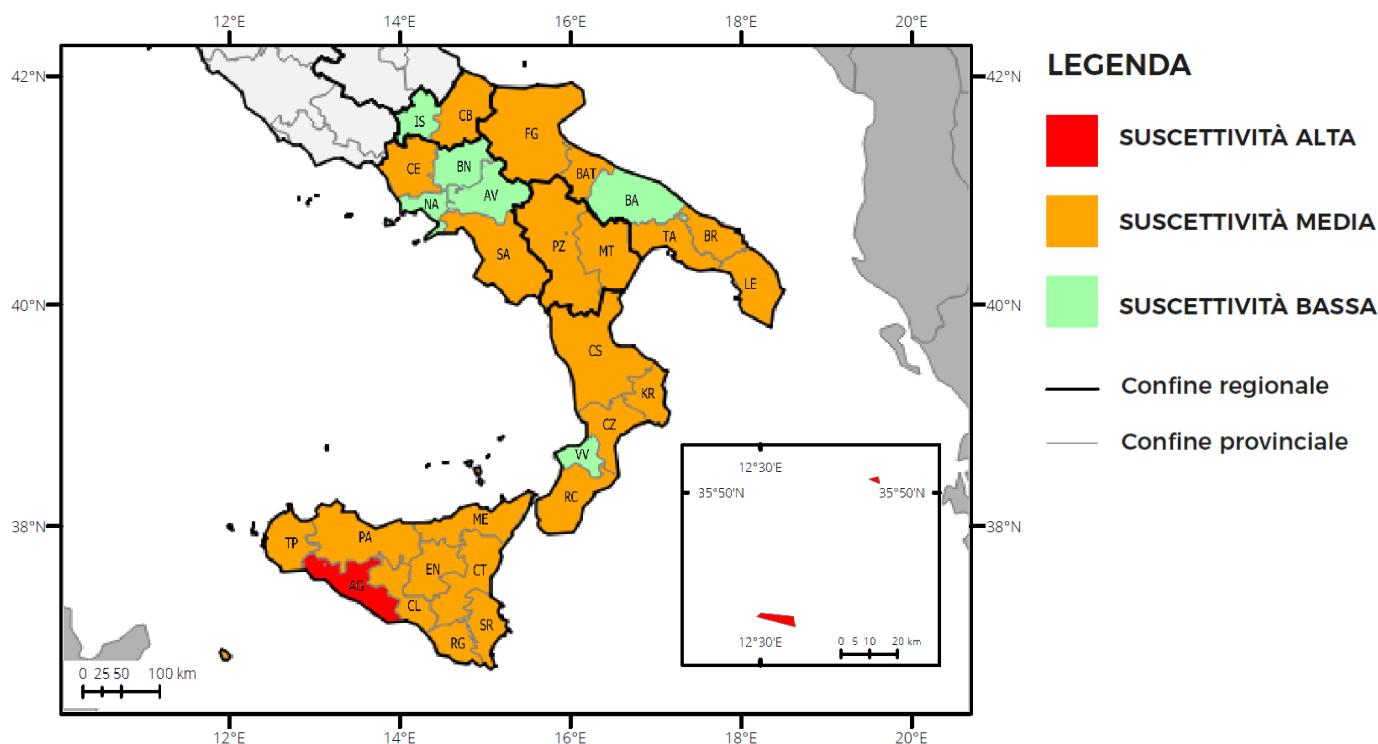 12°E 14°E 16°E 18°E 20°E
42°N 42°N
LEGENDA
SUSCETTIVITÀ ALTA
SUSCETTIVITÀ MEDIA
SUSCETTIVITÀ BASSA
Confine regionale
Confine provinciale
IS CB FG
CE BN BAT
NA AV BA
SA PZ MT TA BR
LE
40°N 40°N
CS
KR
CZ
VV
RC
ME
38°N 38°N
TP PA
AG EN CT
CL
SR
RG
12°30'E
35°50'N 35°50'N
12°30'E
0 5 10 20 km
0 25 50 100 km
12°E 14°E 16°E 18°E 20°E